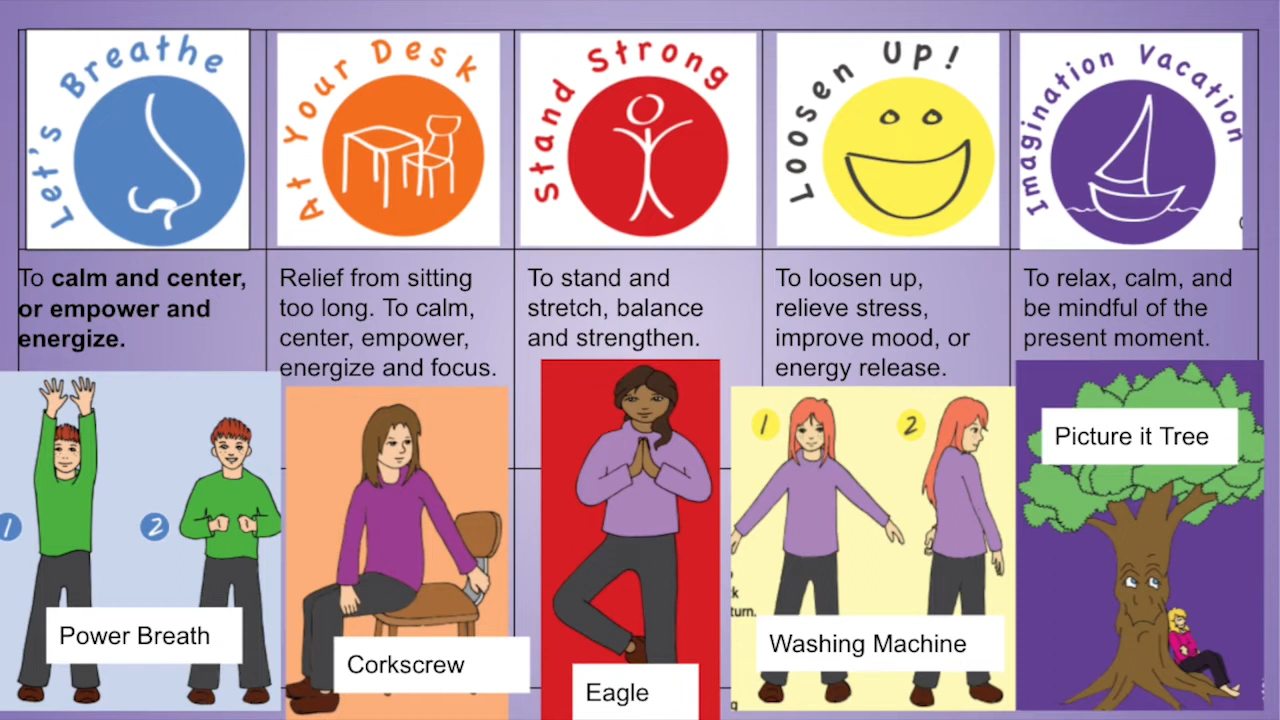 Let's Breathe
At Your Desk
Stand Strong
Loosen UP!
Imagination Vacation
To calm and center,
or empower and
energize.
Relief from sitting
too long. To calm,
center, empower,
energize and focus.
To stand and
stretch, balance
and strengthen.
To loosen up,
relieve stress,
improve mood, or
energy release.
To relax, calm, and
be mindful of the
present moment.
1
2
Power Breath
Corkscrew
Eagle
1
2
turn.
Washing Machine
Picture it Tree